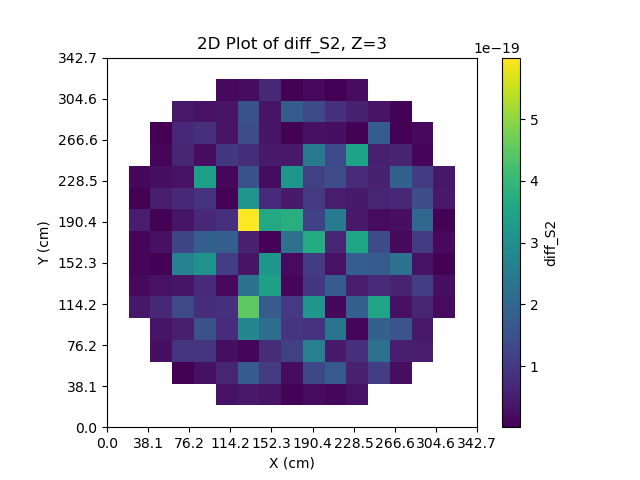 2D Plot of diff_S2, Z=3
1e−19
342.7
304.6
266.6
228.5
190.4
152.3
114.2
76.2
38.1
0.0
Y (cm)
0.0 38.1 76.2 114.2 152.3 190.4 228.5 266.6 304.6 342.7
X (cm)
5
4
3
2
1
diff_S2